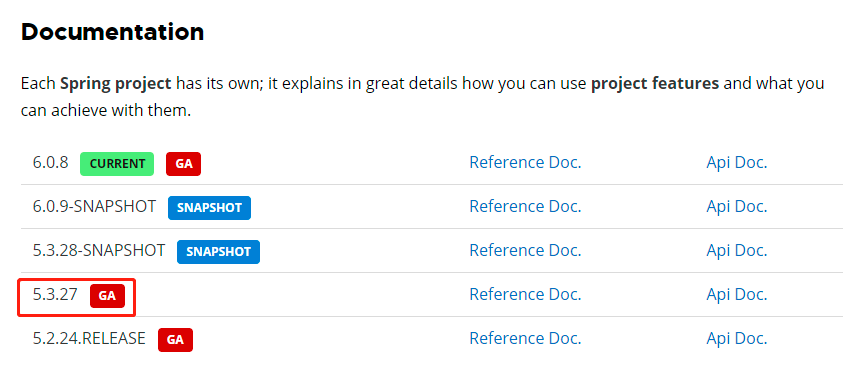 Documentation
Each Spring project has its own; it explains in great details how you can use project features and what you
can achieve with them.
6.0.8 CURRENT GA Reference Doc. Api Doc.
6.0.9-SNAPSHOT SNAPSHOT Reference Doc. Api Doc.
5.3.28-SNAPSHOT SNAPSHOT Reference Doc. Api Doc.
5.3.27 GA Reference Doc. Api Doc.
5.2.24.RELEASE GA Reference Doc. Api Doc.